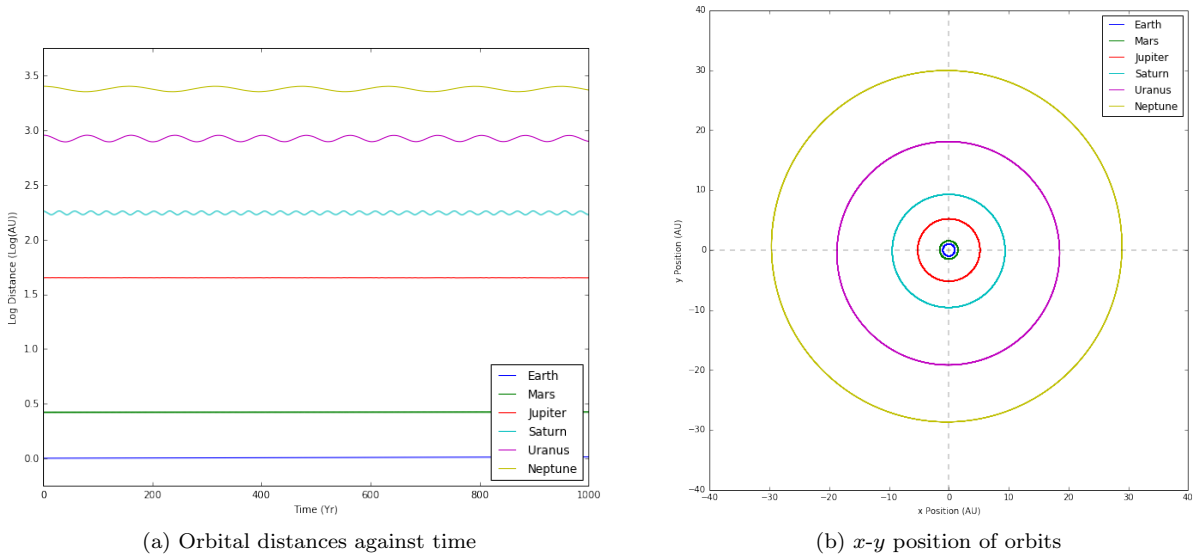 3.5
3.0
2.5
2.0
1.5
1.0
0.5
0.0
Log Distance (Log(AU))
0
200
400
600
800
1000
Time (Yr)
Earth
Mars
Jupiter
Saturn
Uranus
Neptune
(a) Orbital distances against time
40
30
20
10
0
−10
−20
−30
−40
y Position (AU)
−40
−30
−20
−10
0
10
20
30
40
x Position (AU)
Earth
Mars
Jupiter
Saturn
Uranus
Neptune
(b) x-y position of orbits